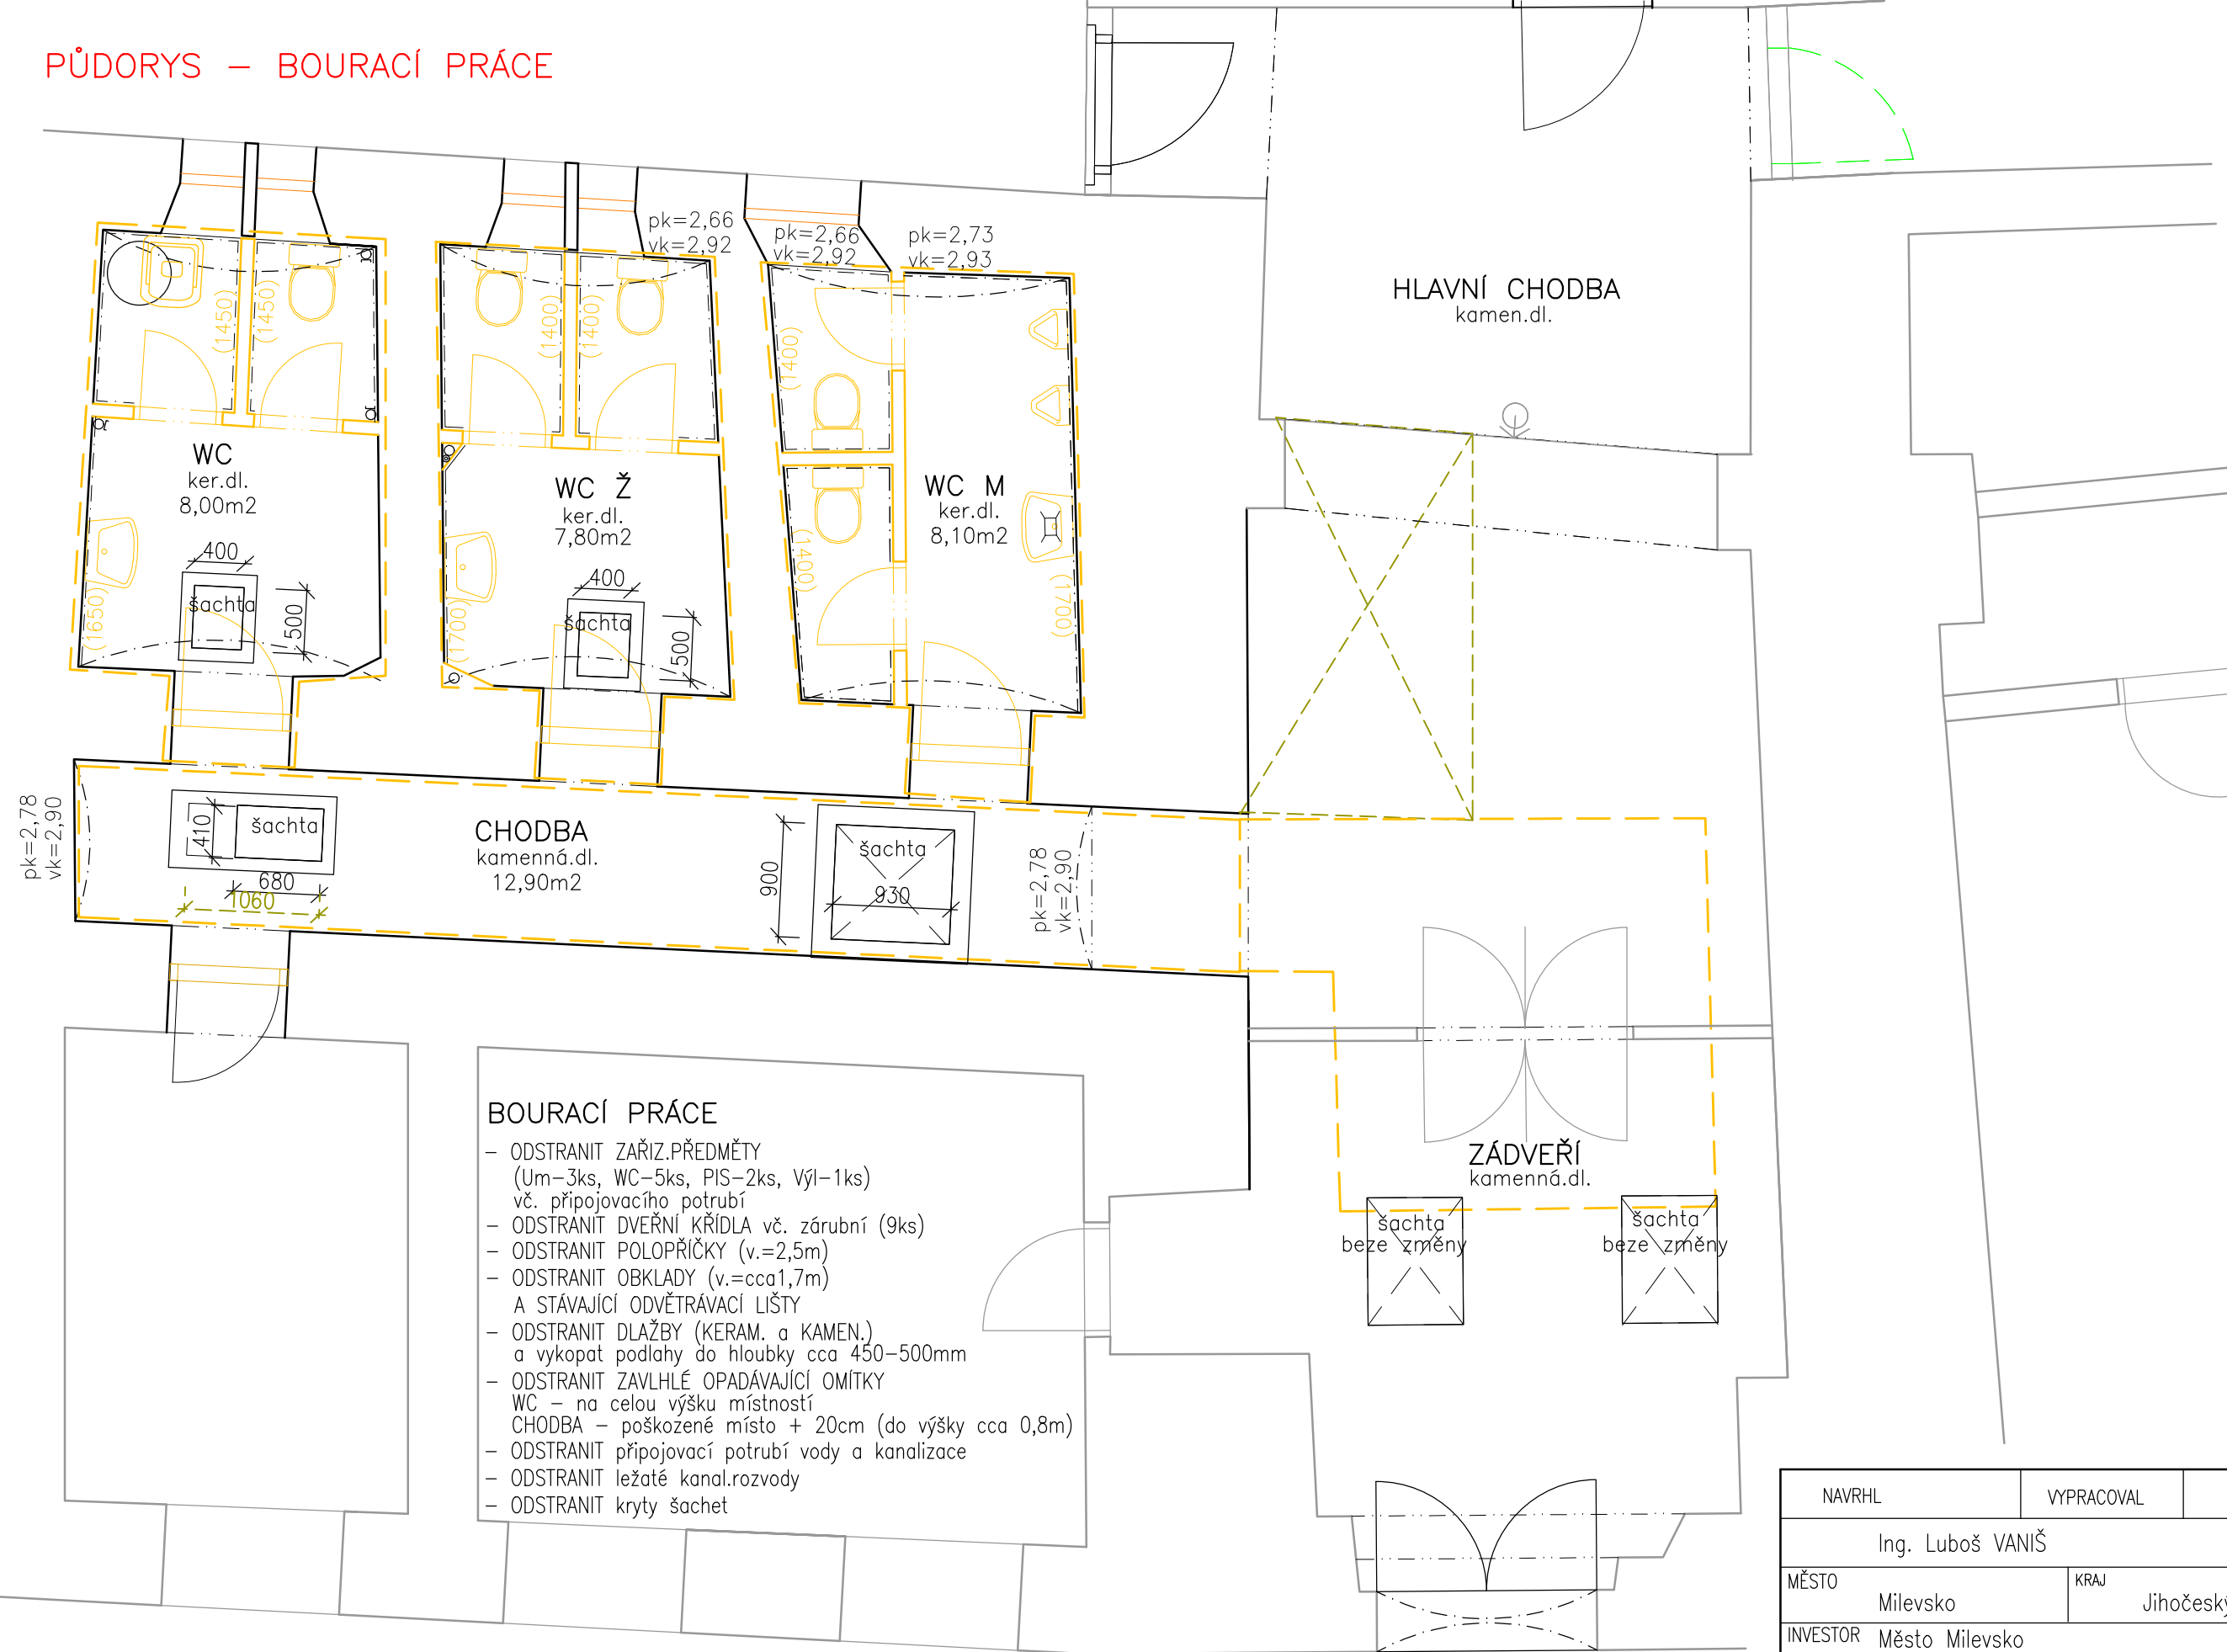 PŮDORYS – BOURACÍ PRÁCE
pk=2,66
vk=2,92
pk=2,66
vk=2,92
pk=2,73
vk=2,93
HLAVNÍ CHODBA
kamen.dl.
(1450)
(1450)
(1400)
(1400)
(1400)
WC
ker.dl.
8,00m2
WC Ž
ker.dl.
7,80m2
WC M
ker.dl.
8,10m2
400
šachta
500
(1650)
400
šachta
500
(1700)
(1400)
(1700)
pk=2,78
vk=2,90
410
šachta
680
1060
CHODBA
kamenná.dl.
12,90m2
900
šachta
930
pk=2,78
vk=2,90
ZÁDVEŘÍ
kamenná.dl.
šachta
beze změny
šachta
beze změny
BOURACÍ PRÁCE
– ODSTRANIT ZAŘIZ.PŘEDMĚTY
(Um–3ks, WC–5ks, PIS–2ks, Výl–1ks)
vč. připojovacího potrubí
– ODSTRANIT DVEŘNÍ KŘÍDLA vč. zárubní (9ks)
– ODSTRANIT POLOPŘÍČKY (v.=2,5m)
– ODSTRANIT OBKLADY (v.=cca1,7m)
A STÁVAJÍCÍ ODVĚTRÁVACÍ LIŠTY
– ODSTRANIT DLAŽBY (KERAM. a KAMEN.)
a vykopat podlahy do hloubky cca 450–500mm
– ODSTRANIT ZAVLHLÉ OPADÁVAJÍCÍ OMÍTKY
WC – na celou výšku místností
CHODBA – poškozené místo + 20cm (do výšky cca 0,8m)
– ODSTRANIT připojovací potrubí vody a kanalizace
– ODSTRANIT ležaté kanal.rozvody
– ODSTRANIT kryty šachet
NAVRHL
VYPRACOVAL
Ing. Luboš VANIŠ
MĚSTO
Milevsko
KRAJ
Jihočeský
INVESTOR
Město Milevsko